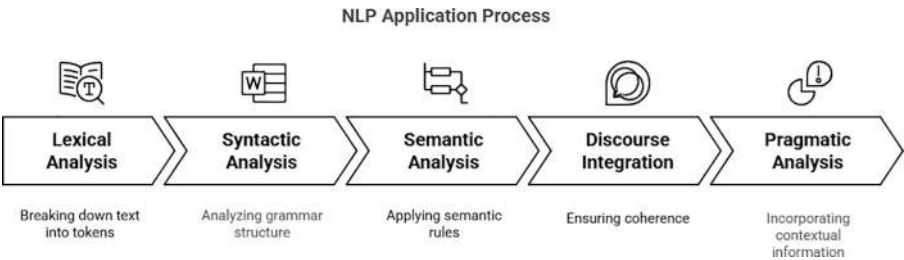 NLP Application Process
T
W
Lexical
Analysis
Syntactic
Analysis
Semantic
Analysis
Discourse
Integration
Pragmatic
Analysis
Breaking down text
into tokens
Analyzing grammar
structure
Applying semantic
rules
Ensuring coherence
Incorporating
contextual
information